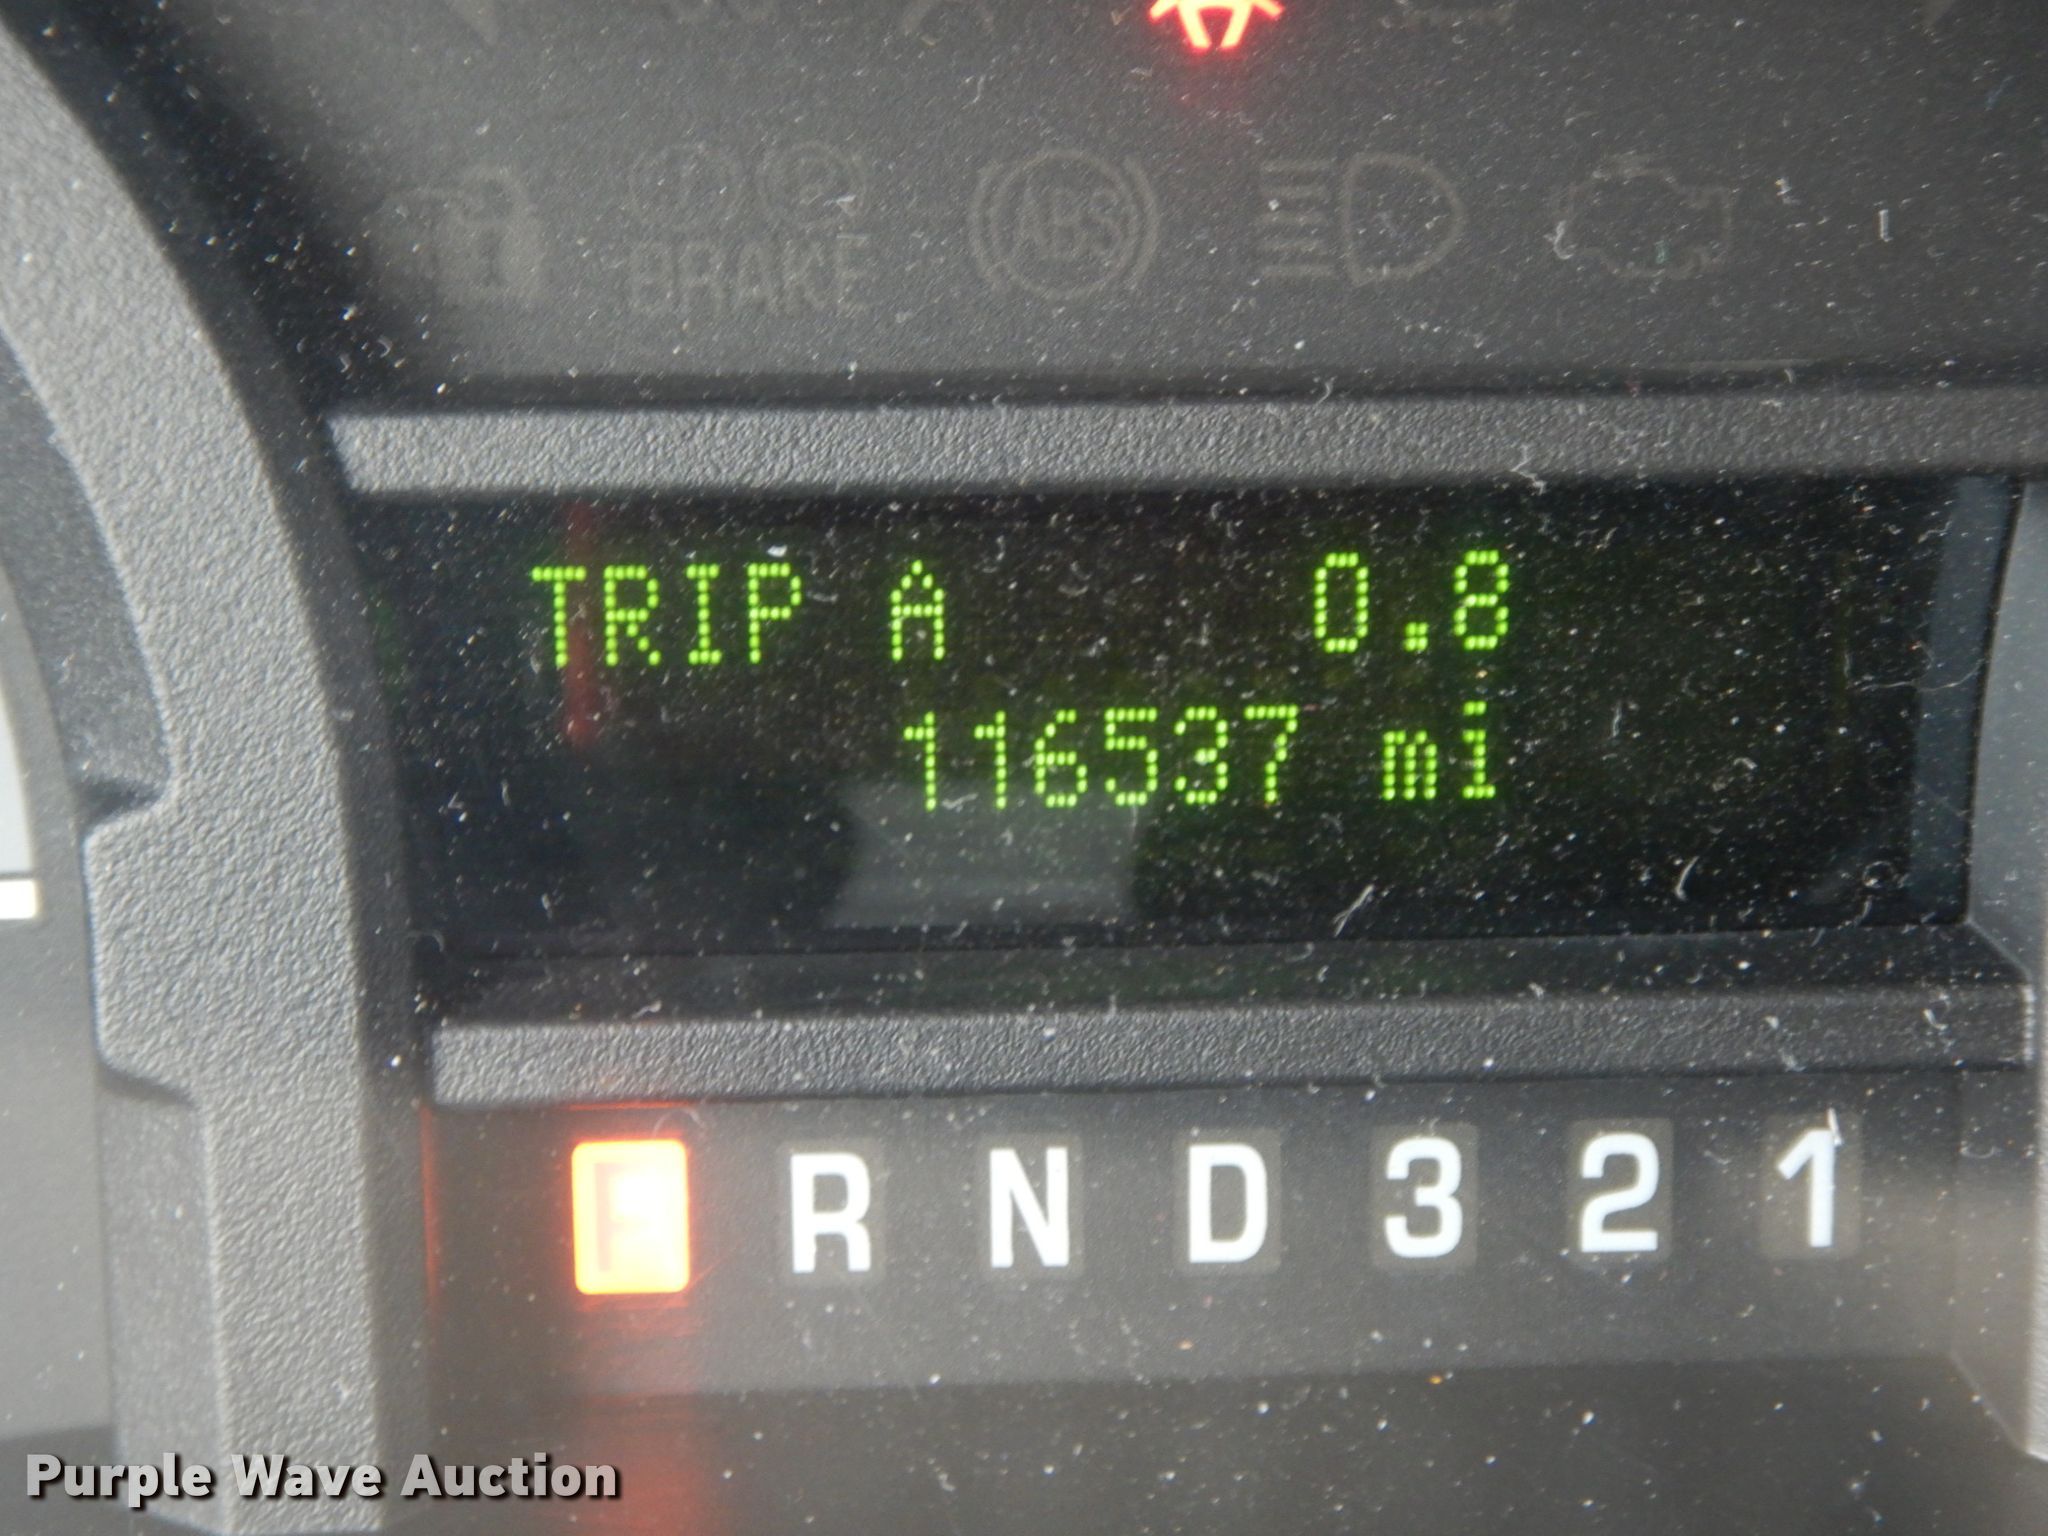 BRAKE
ABS
TRIP A 0.8
116537 mi
P R N D 3 2 1
Purple Wave Auction